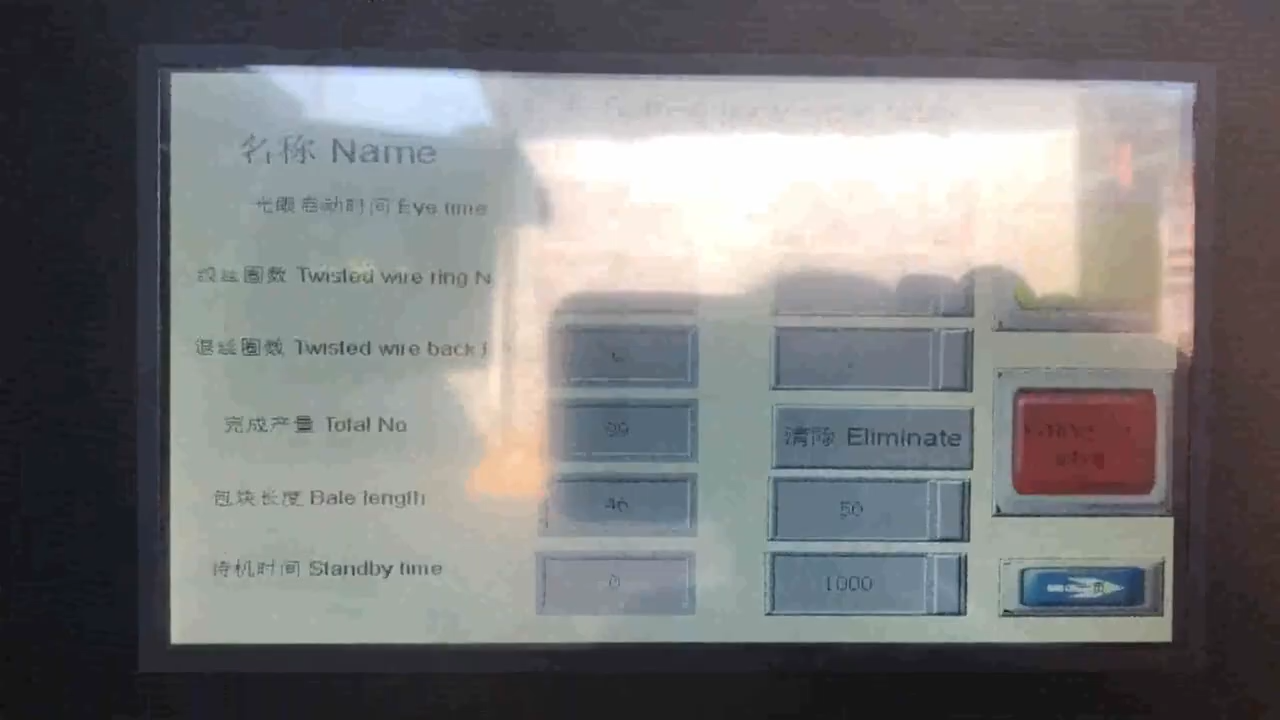 名称 Name
光眼启动时间 Eye time
绞丝圈数 Twisted wire ring N
退丝圈数 Twisted wire back
完成产量 Total No
99
清除 Eliminate
包块长度 Bale length
46
50
待机时间 Standby time
0
1000